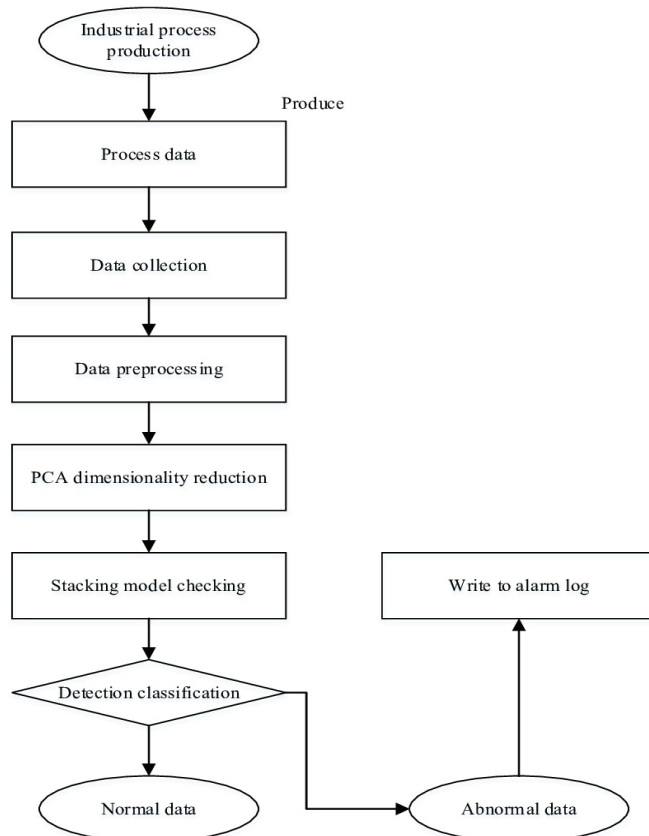 Industrial process
production
Produce
Process data
Data collection
Data preprocessing
PCA dimensionality reduction
Stacking model checking
Write to alarm log
Detection classification
Normal data
Abnormal data